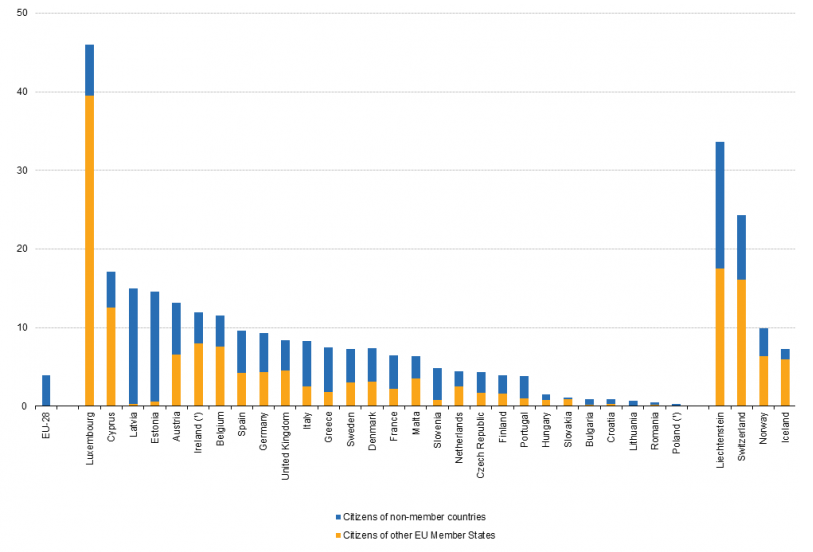 50
40
30
20
10
0
EU-28
Luxembourg
Cyprus
Latvia
Estonia
Austria
Ireland (¹)
Belgium
Spain
Germany
United Kingdom
Italy
Greece
Sweden
Denmark
France
Malta
Slovenia
Netherlands
Czech Republic
Finland
Portugal
Hungary
Slovakia
Bulgaria
Croatia
Lithuania
Romania
Poland (¹)
Liechtenstein
Switzerland
Norway
Iceland
Citizens of non-member countries
Citizens of other EU Member States